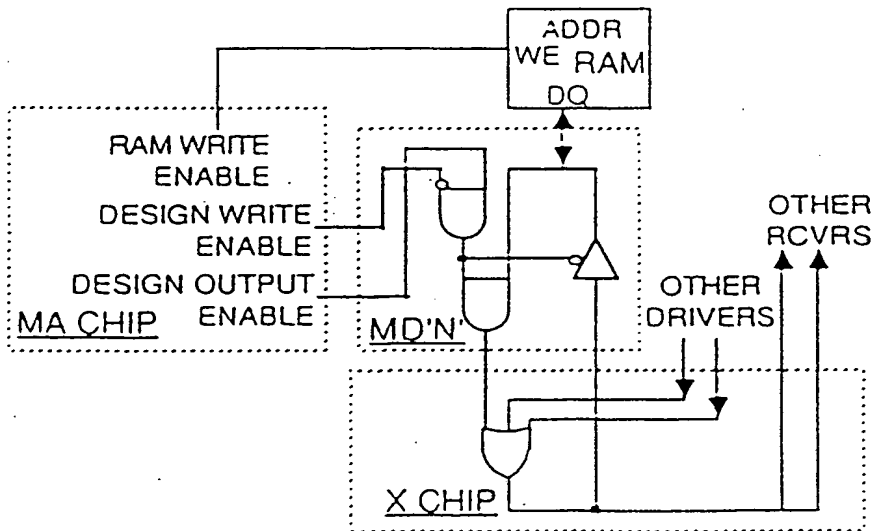 ADDR
WE RAM
DQ
RAM WRITE
ENABLE
DESIGN WRITE
ENABLE
DESIGN OUTPUT
ENABLE
MA CHIP
MD'N'
OTHER
RCVRS
OTHER
DRIVERS
X CHIP